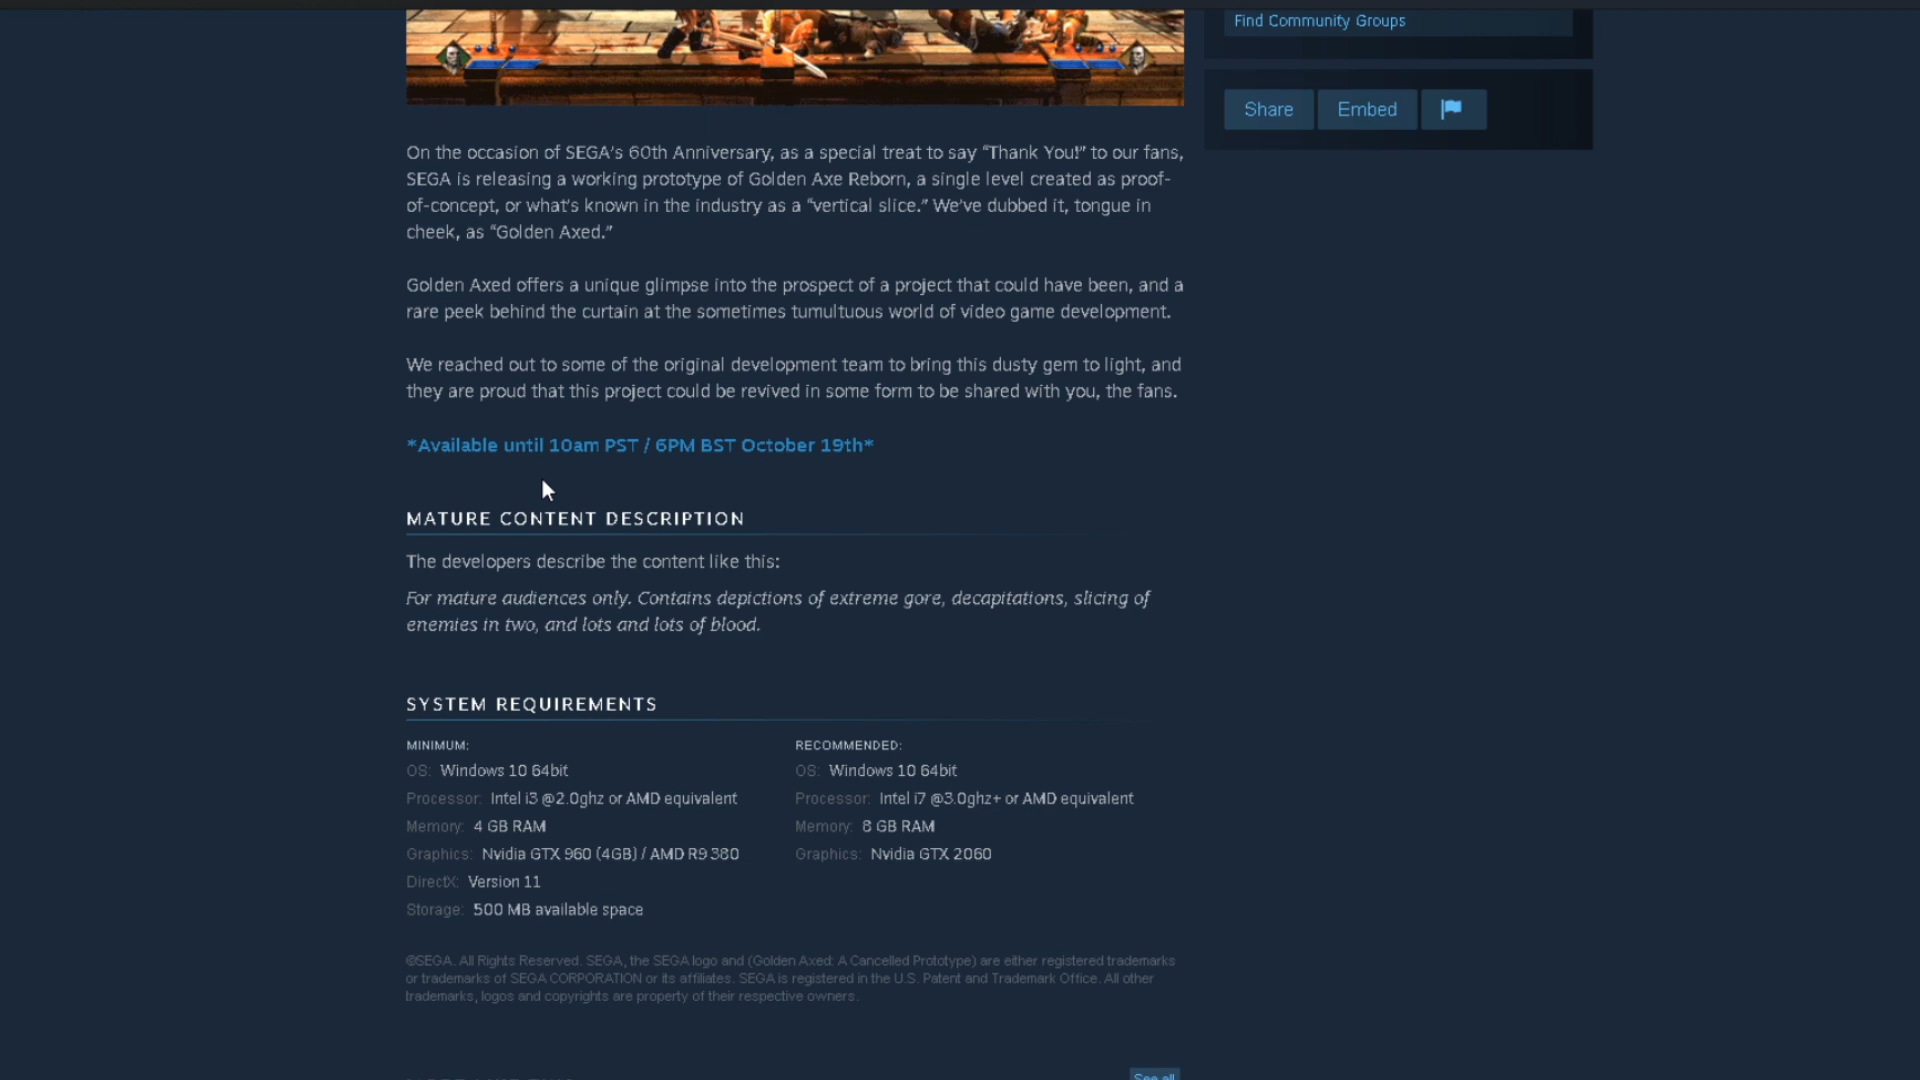 Find Community Groups
Share Embed
On the occasion of SEGA's 60th Anniversary, as a special treat to say “Thank You!” to our fans,
SEGA is releasing a working prototype of Golden Axe Reborn, a single level created as proof-
of-concept, or what's known in the industry as a “vertical slice.” We've dubbed it, tongue in
cheek, as “Golden Axed.”
Golden Axed offers a unique glimpse into the prospect of a project that could have been, and a
rare peek behind the curtain at the sometimes tumultuous world of video game development.
We reached out to some of the original development team to bring this dusty gem to light, and
they are proud that this project could be revived in some form to be shared with you, the fans.
*Available until 10am PST / 6PM BST October 19th*
MATURE CONTENT DESCRIPTION
The developers describe the content like this:
For mature audiences only. Contains depictions of extreme gore, decapitations, slicing of
enemies in two, and lots and lots of blood.
SYSTEM REQUIREMENTS
MINIMUM:
OS: Windows 10 64bit
Processor: Intel i3 @2.0ghz or AMD equivalent
Memory: 4 GB RAM
Graphics: Nvidia GTX 960 (4GB) / AMD R9 380
DirectX: Version 11
Storage: 500 MB available space
RECOMMENDED:
OS: Windows 10 64bit
Processor: Intel i7 @3.0ghz+ or AMD equivalent
Memory: 8 GB RAM
Graphics: Nvidia GTX 2060
©SEGA. All Rights Reserved. SEGA, the SEGA logo and (Golden Axed: A Cancelled Prototype) are either registered trademarks
or trademarks of SEGA CORPORATION or its affiliates. SEGA is registered in the U.S. Patent and Trademark Office. All other
trademarks, logos and copyrights are property of their respective owners.
See all